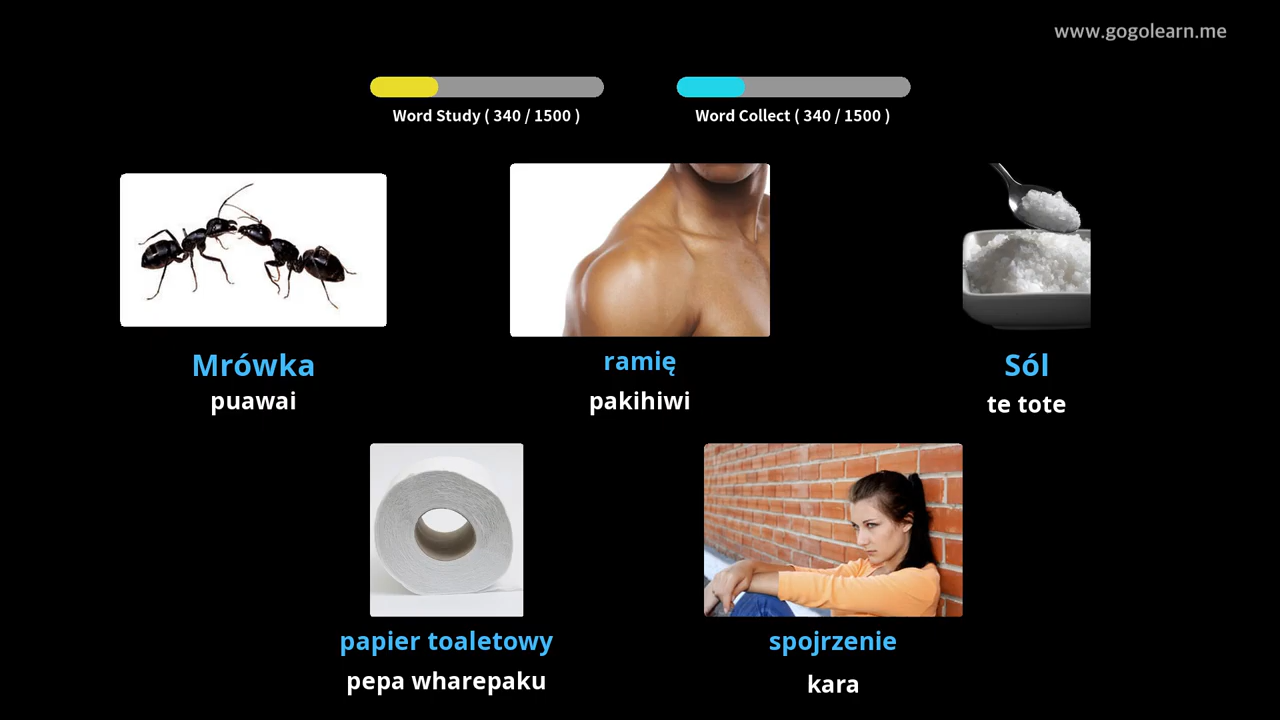 www.gogolearn.me
Word Study ( 340 / 1500 )
Word Collect ( 340 / 1500 )
Mrówka
puawai
ramię
pakihiwi
Sól
te tote
papier toaletowy
pepa wharepaku
spojrzenie
kara